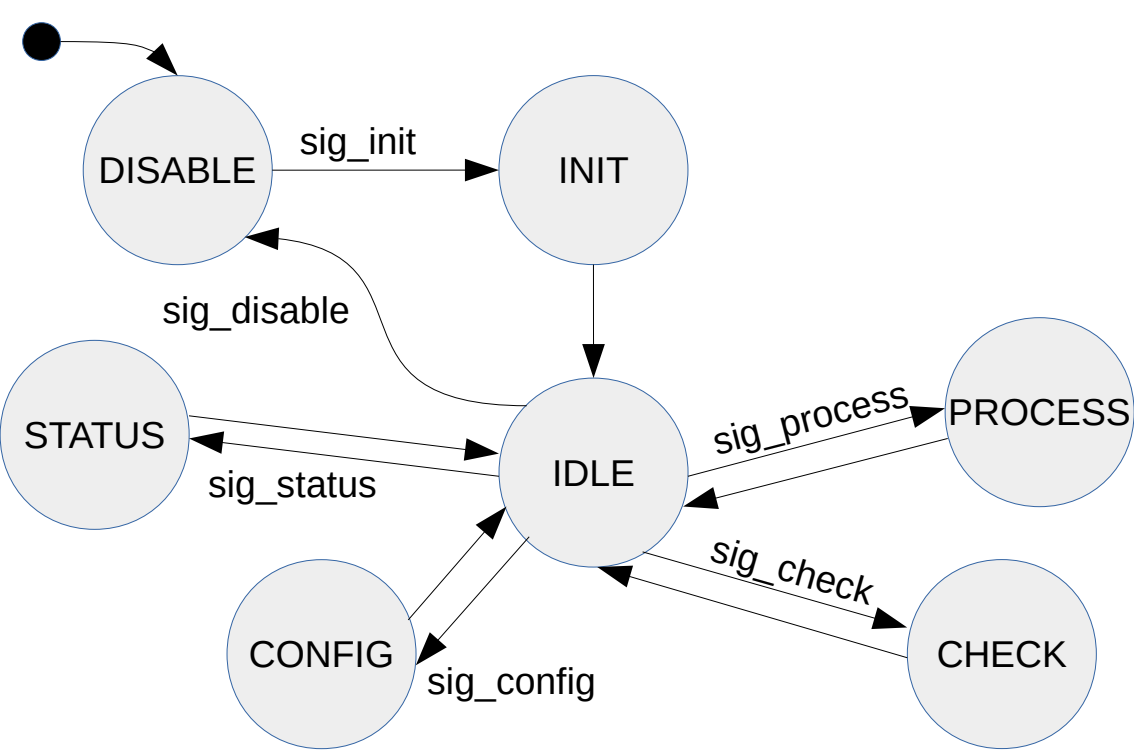 sig_init
DISABLE
INIT
sig_disable
sig_process
PROCESS
STATUS
IDLE
sig_status
sig_check
CONFIG
CHECK
sig_config